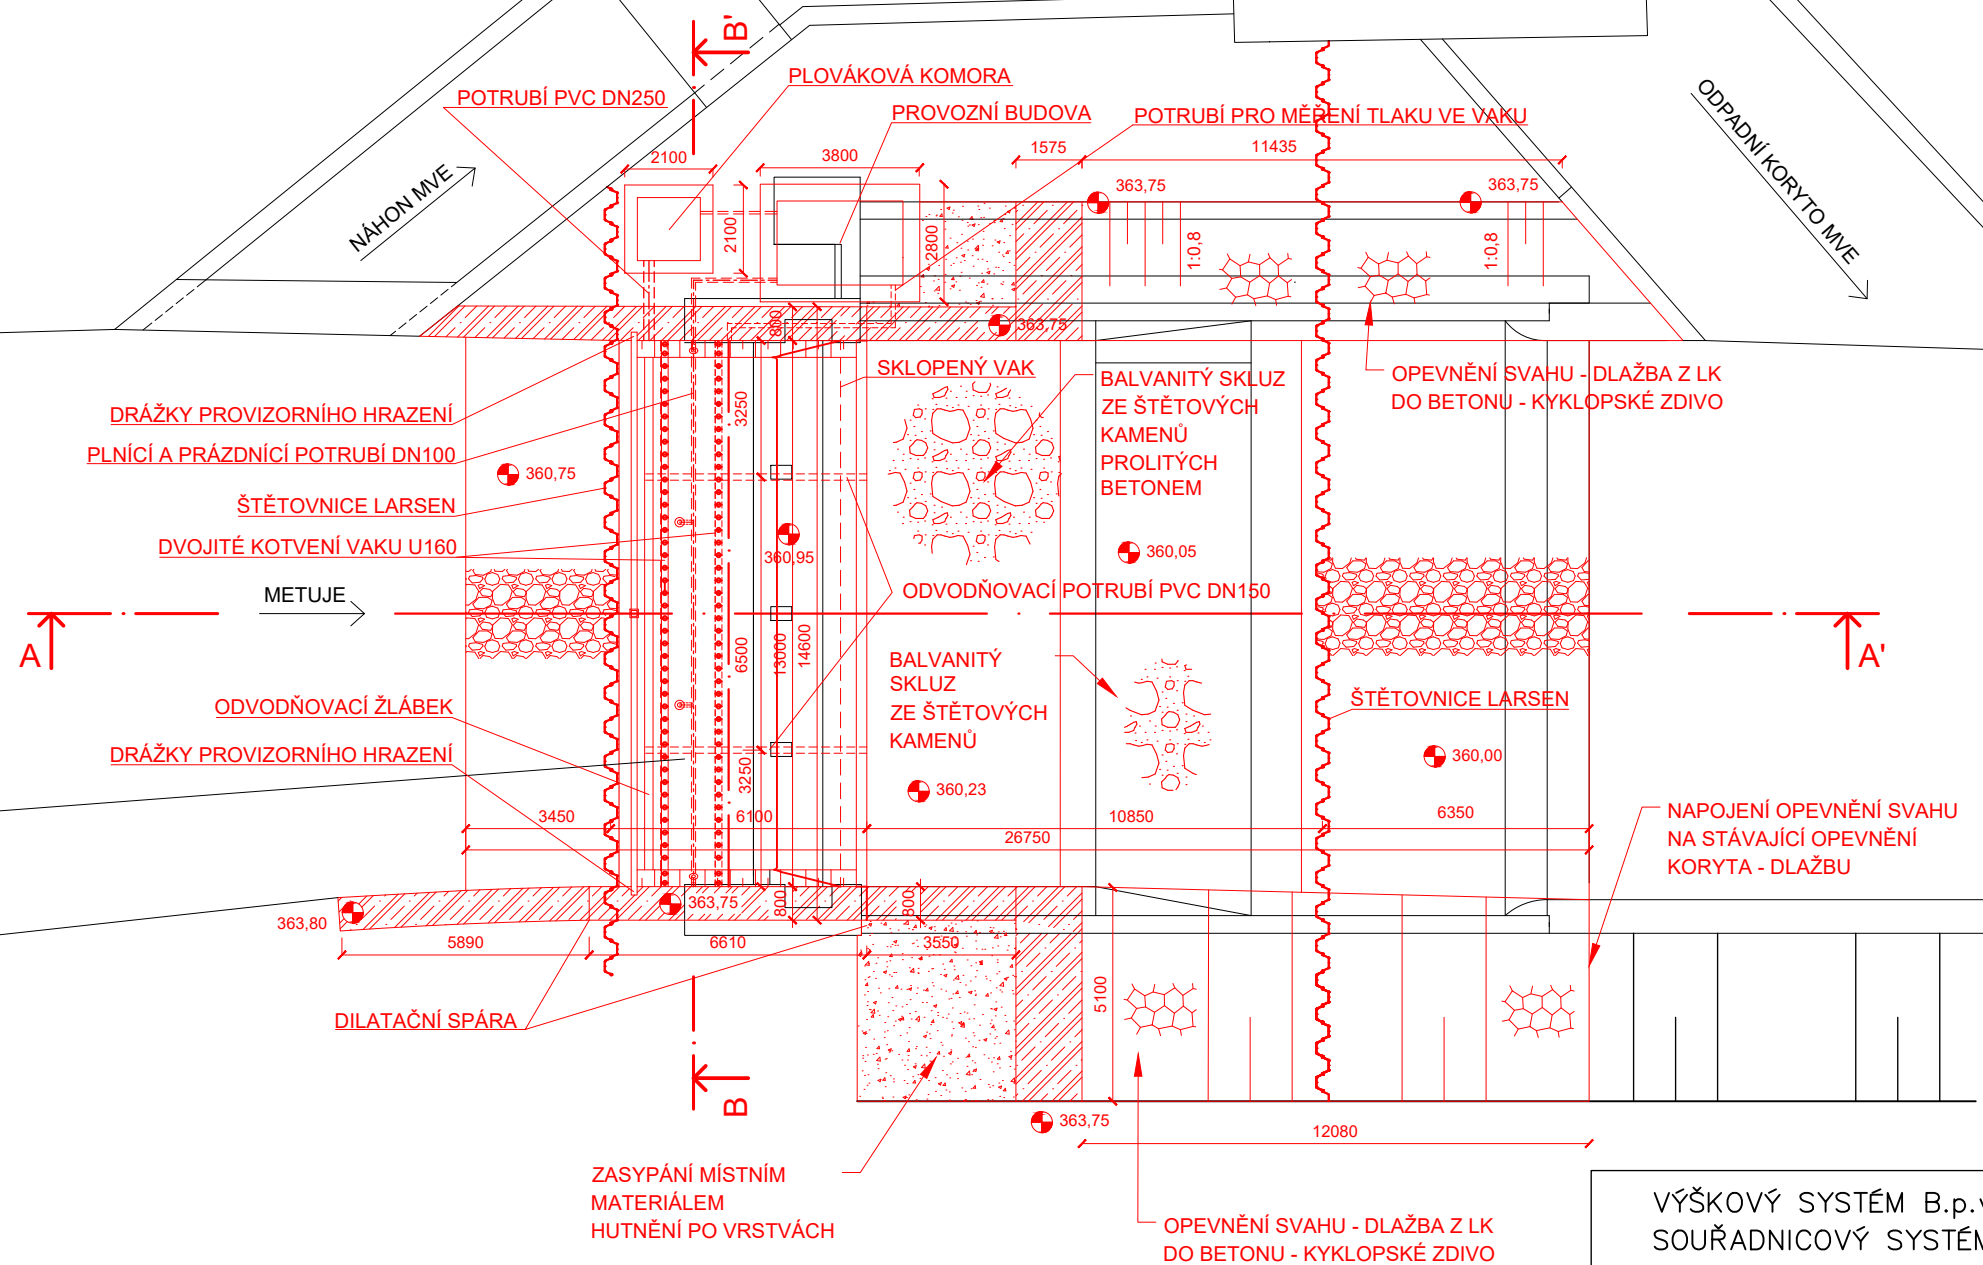 B'
PLOVÁKOVÁ KOMORA
POTRUBÍ PVC DN250
PROVOZNÍ BUDOVA
POTRUBÍ PRO MĚŘENÍ TLAKU VE VAKU
ODPADNÍ KORYTO MVE
NÁHON MVE
2100
3800
1575
11435
363,75
363,75
2100
2800
1:0,8
1:0,8
800
363,75
SKLOPENÝ VAK
BALVANITÝ SKLUZ
ZE ŠTĚTOVÝCH
KAMENŮ
PROLITÝCH
BETONEM
OPEVNĚNÍ SVAHU - DLAŽBA Z LK
DO BETONU - KYKLOPSKÉ ZDIVO
DRÁŽKY PROVIZORNÍHO HRAZENÍ
3250
PLNÍCÍ A PRÁZDNÍCÍ POTRUBÍ DN100
360,75
ŠTĚTOVNICE LARSEN
DVOJITÉ KOTVENÍ VAKU U160
360,95
360,05
METUJE
ODVODŇOVACÍ POTRUBÍ PVC DN150
A
A'
6500
13000
14600
BALVANITÝ
SKLUZ
ZE ŠTĚTOVÝCH
KAMENŮ
ŠTĚTOVNICE LARSEN
ODVODŇOVACÍ ŽLÁBEK
DRÁŽKY PROVIZORNÍHO HRAZENÍ
360,00
3250
360,23
3450
6100
10850
6350
26750
NAPOJENÍ OPEVNĚNÍ SVAHU
NA STÁVAJÍCÍ OPEVNĚNÍ
KORYTA - DLAŽBU
363,80
363,75
800
800
5890
6610
3550
5100
DILATAČNÍ SPÁRA
B
363,75
12080
ZASYPÁNÍ MÍSTNÍM
MATERIÁLEM
HUTNĚNÍ PO VRSTVÁCH
OPEVNĚNÍ SVAHU - DLAŽBA Z LK
DO BETONU - KYKLOPSKÉ ZDIVO
VÝŠKOVÝ SYSTÉM B.p.v
SOUŘADNICOVÝ SYSTÉM